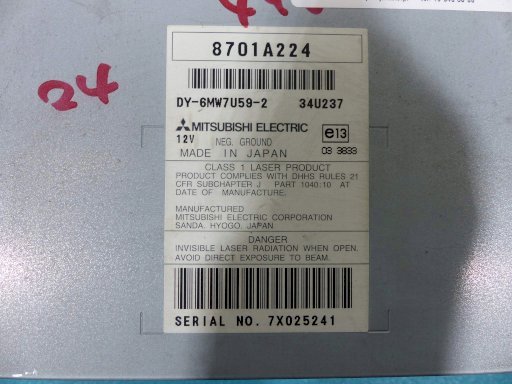 8701A224
24
DY-6MW7U59-2 34U237
MITSUBISHI ELECTRIC e13
12V NEG. GROUND 03 3833
MADE IN JAPAN
CLASS 1 LASER PRODUCT
PRODUCT COMPLIES WITH DHHS RULES 21
CFR SUBCHAPTER J PART 1040:10 AT
DATE OF MANUFACTURE.
MANUFACTURED
MITSUBISHI ELECTRIC CORPORATION
SANDA, HYOGO, JAPAN
DANGER
INVISIBLE LASER RADIATION WHEN OPEN.
AVOID DIRECT EXPOSURE TO BEAM.
SERIAL NO. 7X025241